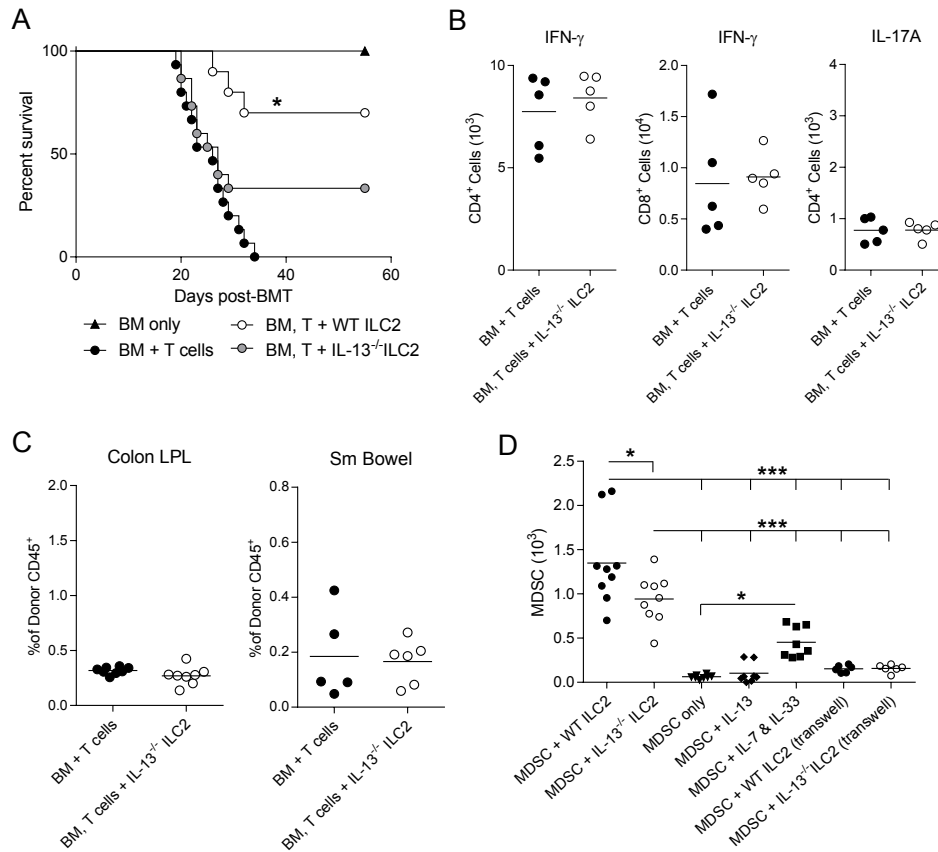 A
100
50
0
Percent survival
0 20 40 60
Days post-BMT
*
BM only
BM + T cells
BM, T + WT ILC2
BM, T + IL-13⁻/⁻ILC2
B
IFN-γ
CD4⁺ Cells (10³)
10
5
0
BM + T cells
BM, T cells + IL-13⁻/⁻ ILC2
IFN-γ
CD8⁺ Cells (10⁴)
2.0
1.5
1.0
0.5
0.0
BM + T cells
BM, T cells + IL-13⁻/⁻ ILC2
IL-17A
CD4⁺ Cells (10³)
4
3
2
1
0
BM + T cells
BM, T cells + IL-13⁻/⁻ ILC2
C
Colon LPL
%of Donor CD45⁺
2.0
1.5
1.0
0.5
0.0
BM + T cells
BM, T cells + IL-13⁻/⁻ ILC2
Sm Bowel
%of Donor CD45⁺
0.8
0.6
0.4
0.2
0.0
BM + T cells
BM, T cells + IL-13⁻/⁻ ILC2
D
MDSC (10³)
2.5
2.0
1.5
1.0
0.5
0.0
*
***
***
*
MDSC + WT ILC2
MDSC + IL-13⁻/⁻ ILC2
MDSC only
MDSC + IL-13
MDSC + IL-7 & IL-33
MDSC + WT ILC2 (transwell)
MDSC + IL-13⁻/⁻ILC2 (transwell)